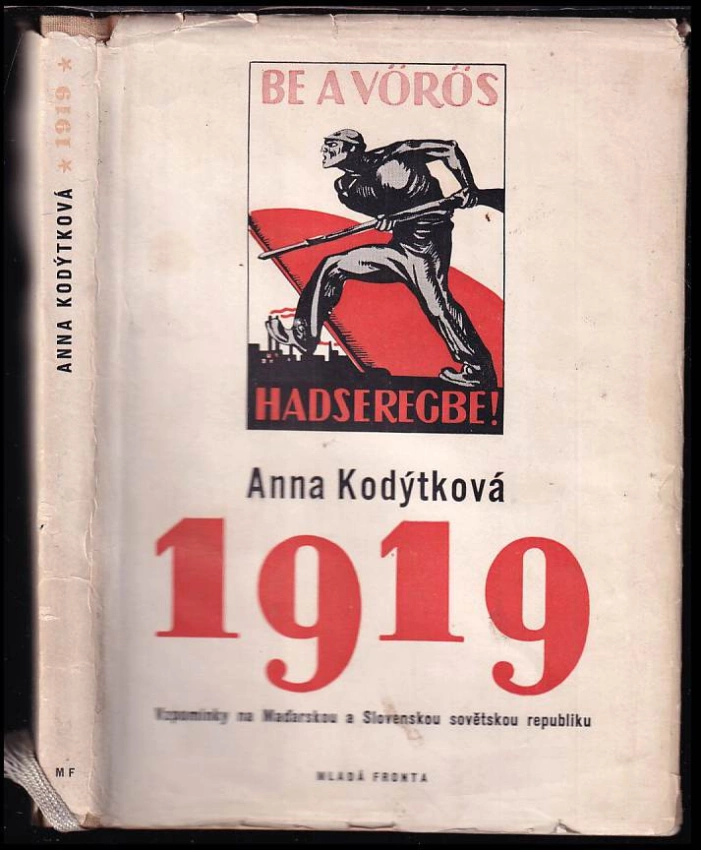 ANNA KODÝTKOVÁ * 1919 *
MF
BE A VÖRÖS
HADSEREGBE!
Anna Kodýtková
1919
Vzpomínky na Maďarskou a Slovenskou sovětskou republiku
MLADÁ FRONTA